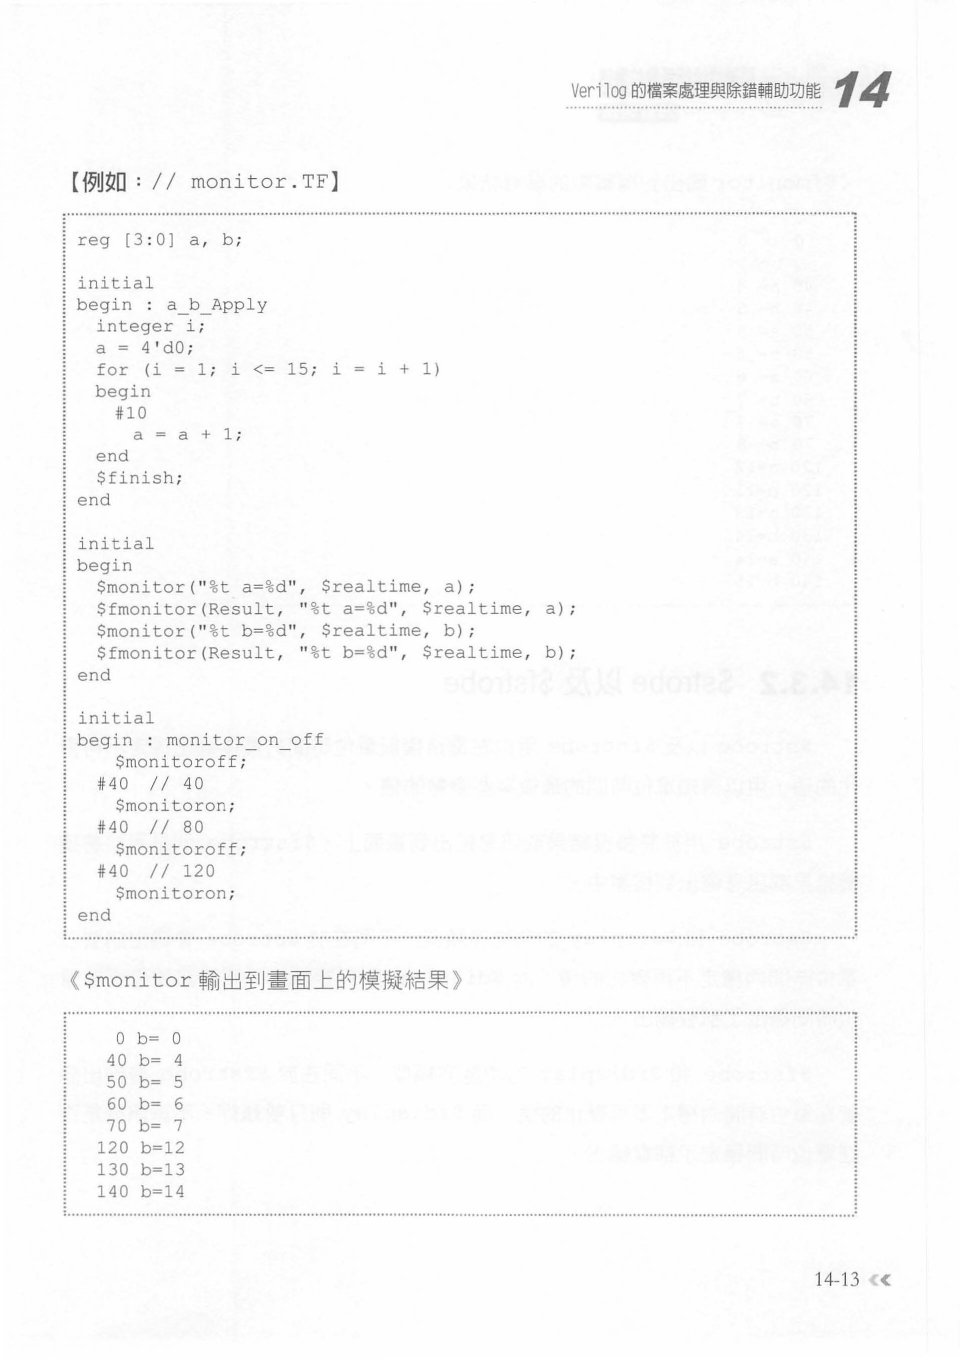 Verilog 的檔案處理與除錯輔助功能 14
【例如：// monitor.TF】
reg [3:0] a, b;
initial
begin : a_b_Apply
integer i;
a = 4'd0;
for (i = 1; i <= 15; i = i + 1)
begin
#10
a = a + 1;
end
$finish;
end
initial
begin
$monitor("%t a=%d", $realtime, a);
$fmonitor(Result, "%t a=%d", $realtime, a);
$monitor("%t b=%d", $realtime, b);
$fmonitor(Result, "%t b=%d", $realtime, b);
end
initial
begin : monitor_on_off
$monitoroff;
#40 // 40
$monitoron;
#40 // 80
$monitoroff;
#40 // 120
$monitoron;
end
《$monitor 輸出到畫面上的模擬結果》
0 b= 0
40 b= 4
50 b= 5
60 b= 6
70 b= 7
120 b=12
130 b=13
140 b=14
14-13